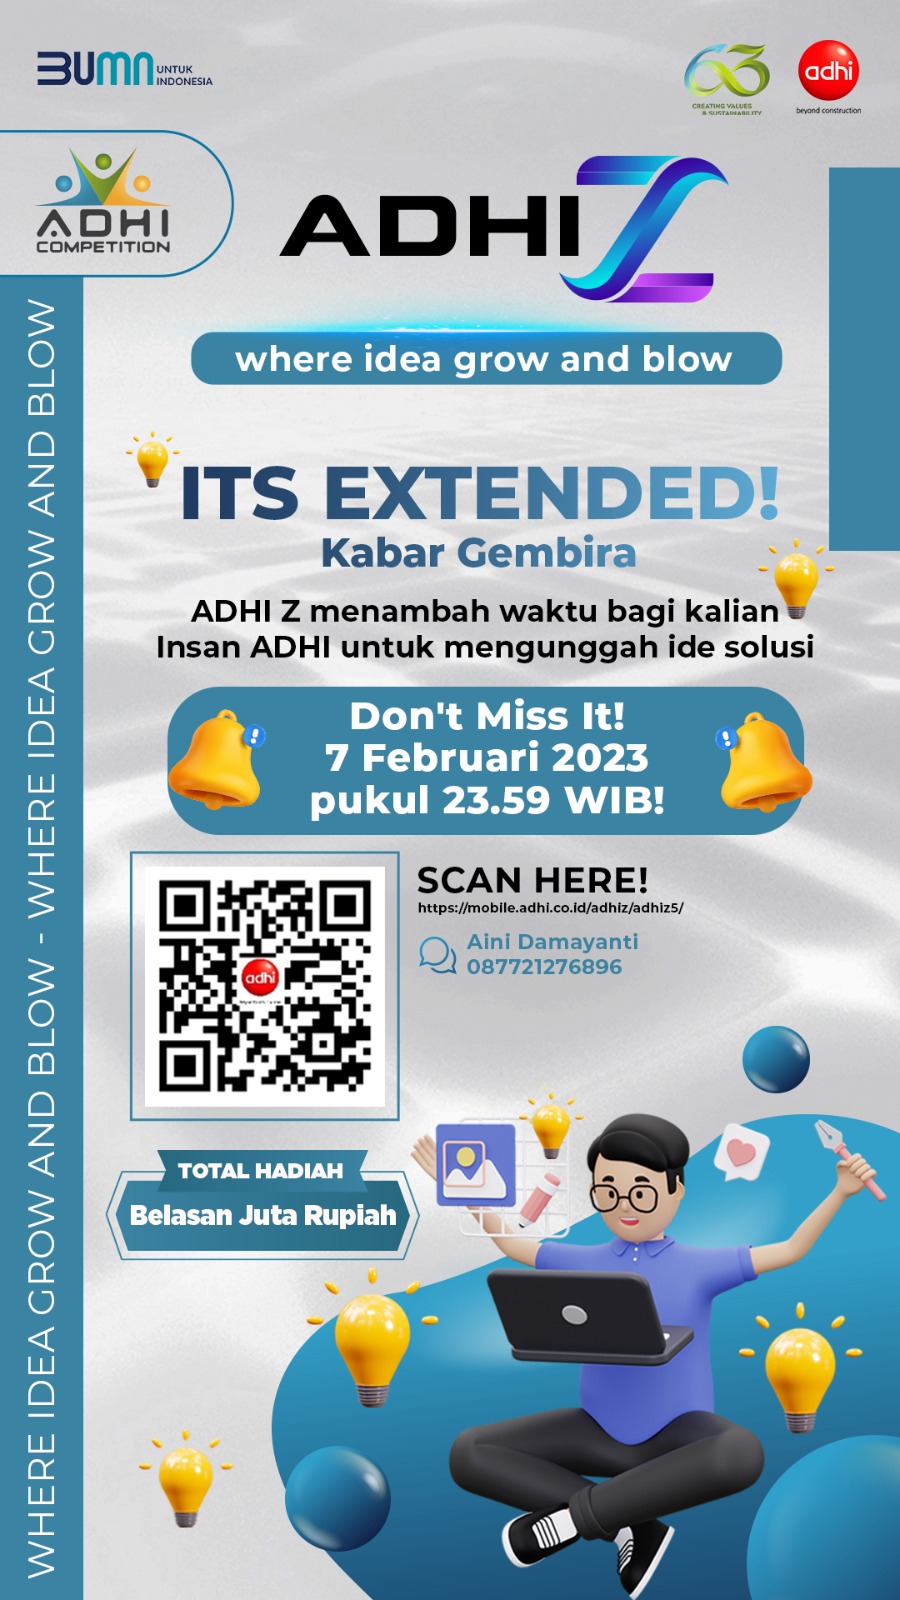 BUMN UNTUK
INDONESIA
63
CREATING VALUES
& SUSTAINABILITY
adhi
beyond construction
ADHI
COMPETITION
ADHI Z
where idea grow and blow
WHERE IDEA GROW AND BLOW - WHERE IDEA GROW AND BLOW
ITS EXTENDED!
Kabar Gembira
ADHI Z menambah waktu bagi kalian
Insan ADHI untuk mengunggah ide solusi
Don't Miss It!
7 Februari 2023
pukul 23.59 WIB!
adhi
SCAN HERE!
https://mobile.adhi.co.id/adhiz/adhiz5/
Aini Damayanti
087721276896
TOTAL HADIAH
Belasan Juta Rupiah